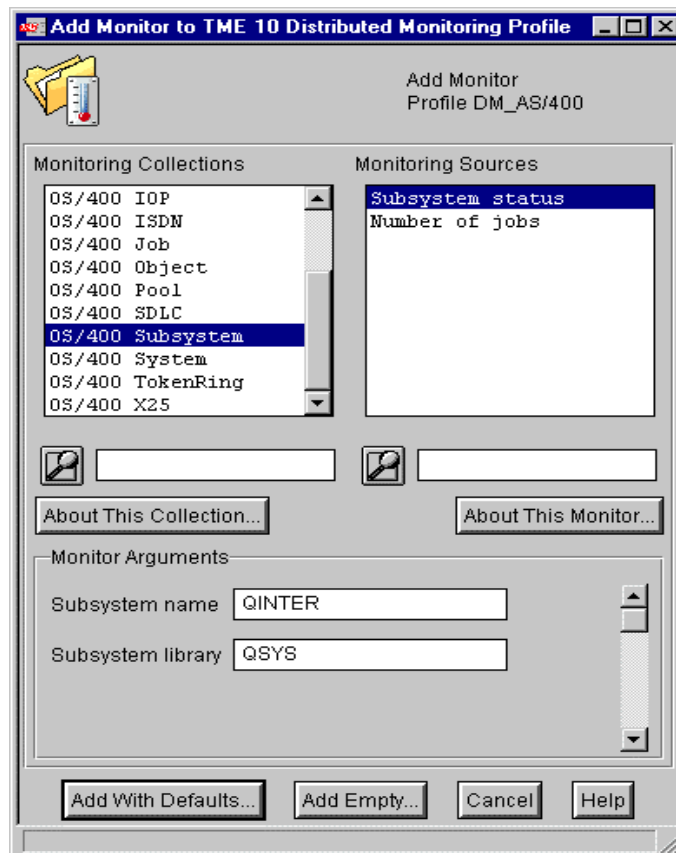 Add Monitor to TME 10 Distributed Monitoring Profile
Add Monitor
Profile DM_AS/400
Monitoring Collections
OS/400 IOP
OS/400 ISDN
OS/400 Job
OS/400 Object
OS/400 Pool
OS/400 SDLC
OS/400 Subsystem
OS/400 System
OS/400 TokenRing
OS/400 X25
Monitoring Sources
Subsystem status
Number of jobs
About This Collection...
About This Monitor...
Monitor Arguments
Subsystem name QINTER
Subsystem library QSYS
Add With Defaults... Add Empty... Cancel Help